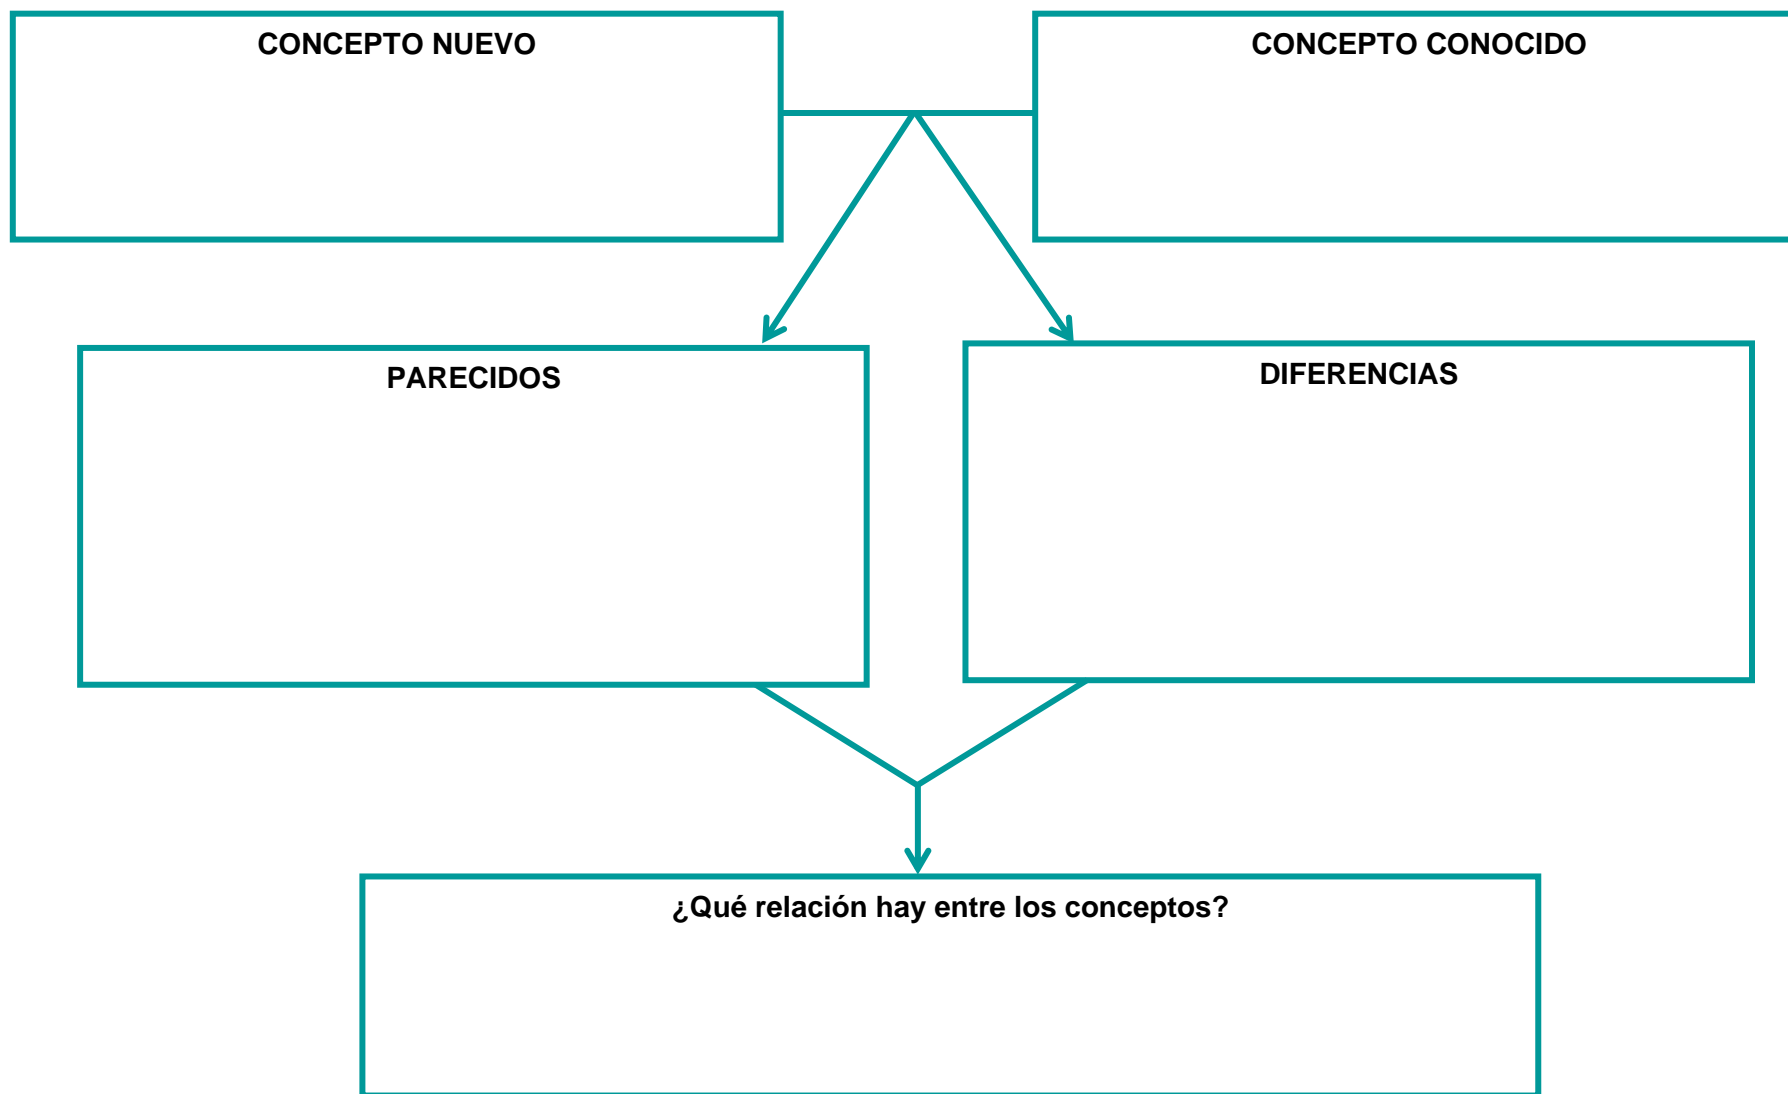 CONCEPTO NUEVO
CONCEPTO CONOCIDO
PARECIDOS
DIFERENCIAS
¿Qué relación hay entre los conceptos?